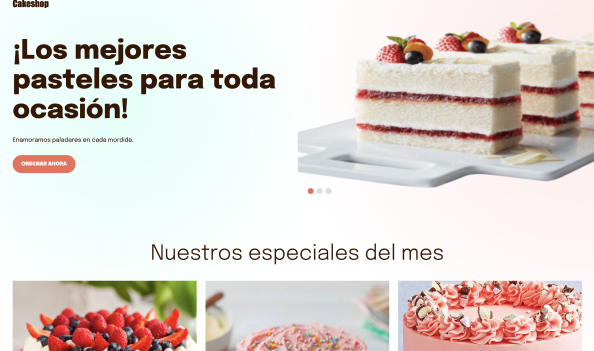 Cakeshop
¡Los mejores
pasteles para toda
ocasión!
Enamoramos paladares en cada mordida.
ORDENAR AHORA
Nuestros especiales del mes